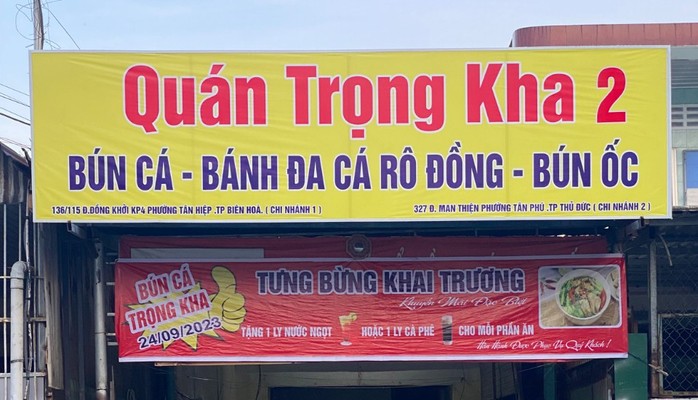 Quán Trọng Kha 2
BÚN CÁ - BÁNH ĐA CÁ RÔ ĐỒNG - BÚN ỐC
136/115 Đ.ĐỒNG KHỞI KP4 PHƯỜNG TÂN HIỆP .TP BIÊN HOA. ( CHI NHÁNH 1 )
327 Đ. MAN THIỆN PHƯỜNG TÂN PHÚ .TP THỦ ĐỨC ( CHI NHÁNH 2 )
BÚN CÁ
TRỌNG KHA
24/09/2023
TƯNG BỪNG KHAI TRƯƠNG
Khuyến Mãi Đặc Biệt
TẶNG 1 LY NƯỚC NGỌT HOẶC 1 LY CÀ PHÊ CHO MỖI PHẦN ĂN
Hân Hạnh Được Phục Vụ Quý Khách !